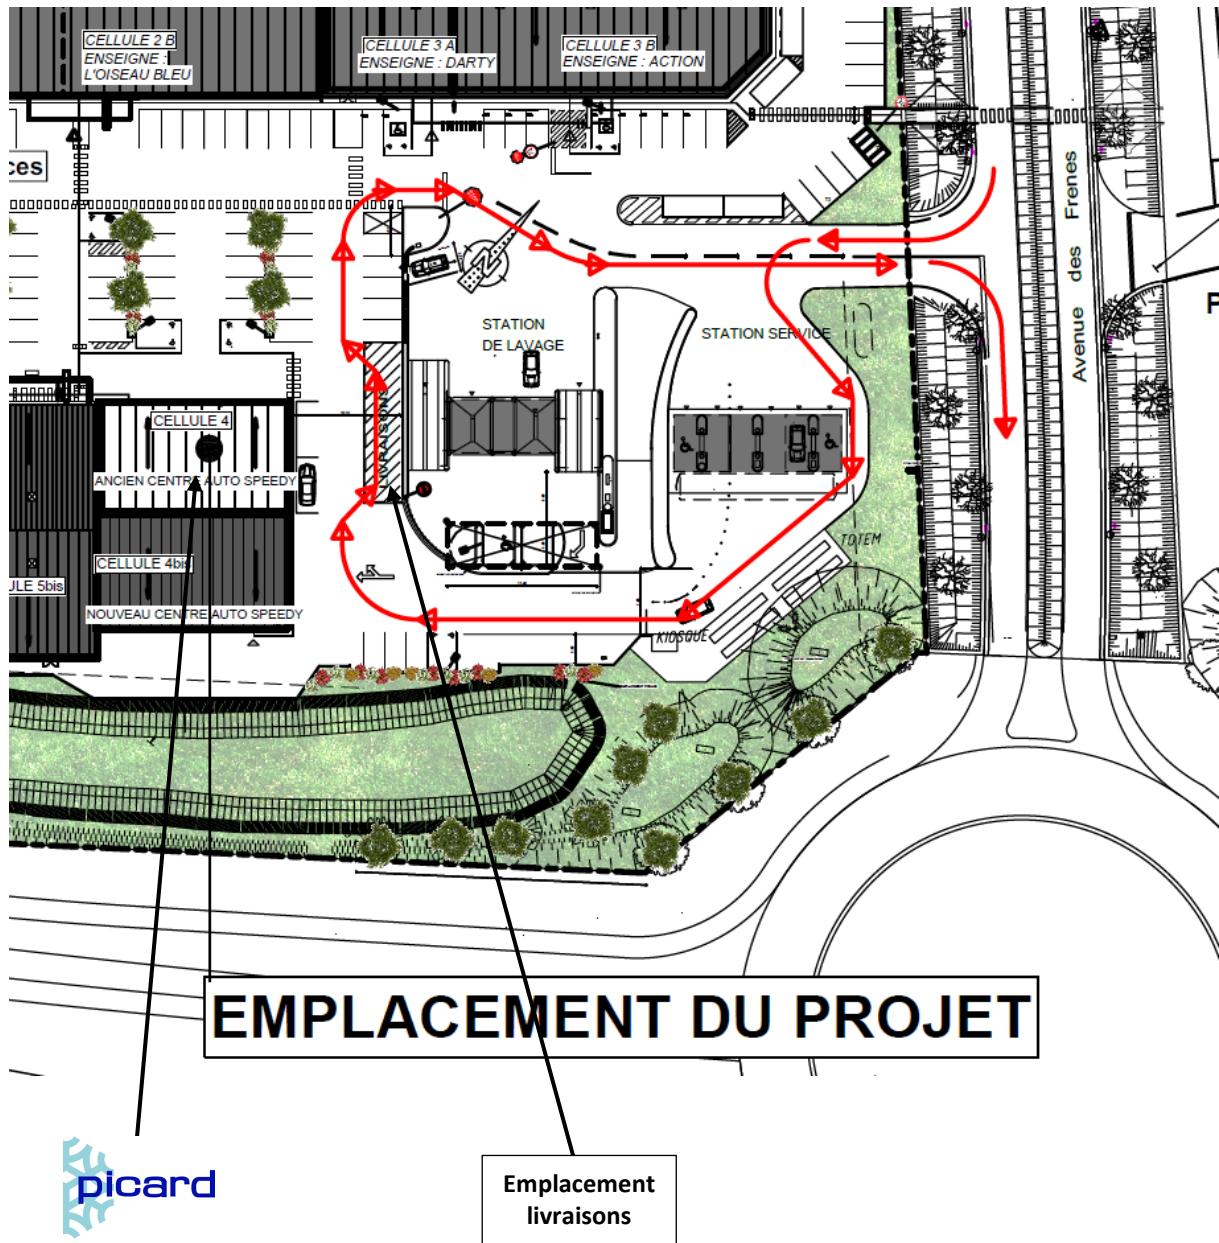 CELLULE 2 B
ENSEIGNE :
L'OISEAU BLEU
CELLULE 3 A
ENSEIGNE : DARTY
CELLULE 3 B
ENSEIGNE : ACTION
ces
Avenue des Frenes
P
N
STATION
DE LAVAGE
STATION SERVICE
LIVRAISONS
CELLULE 4
ANCIEN CENTRE AUTO SPEEDY
CELLULE 4bis
ULE 5bis
NOUVEAU CENTRE AUTO SPEEDY
TOTEM
KIOSQUE
EMPLACEMENT DU PROJET
picard
Emplacement
livraisons